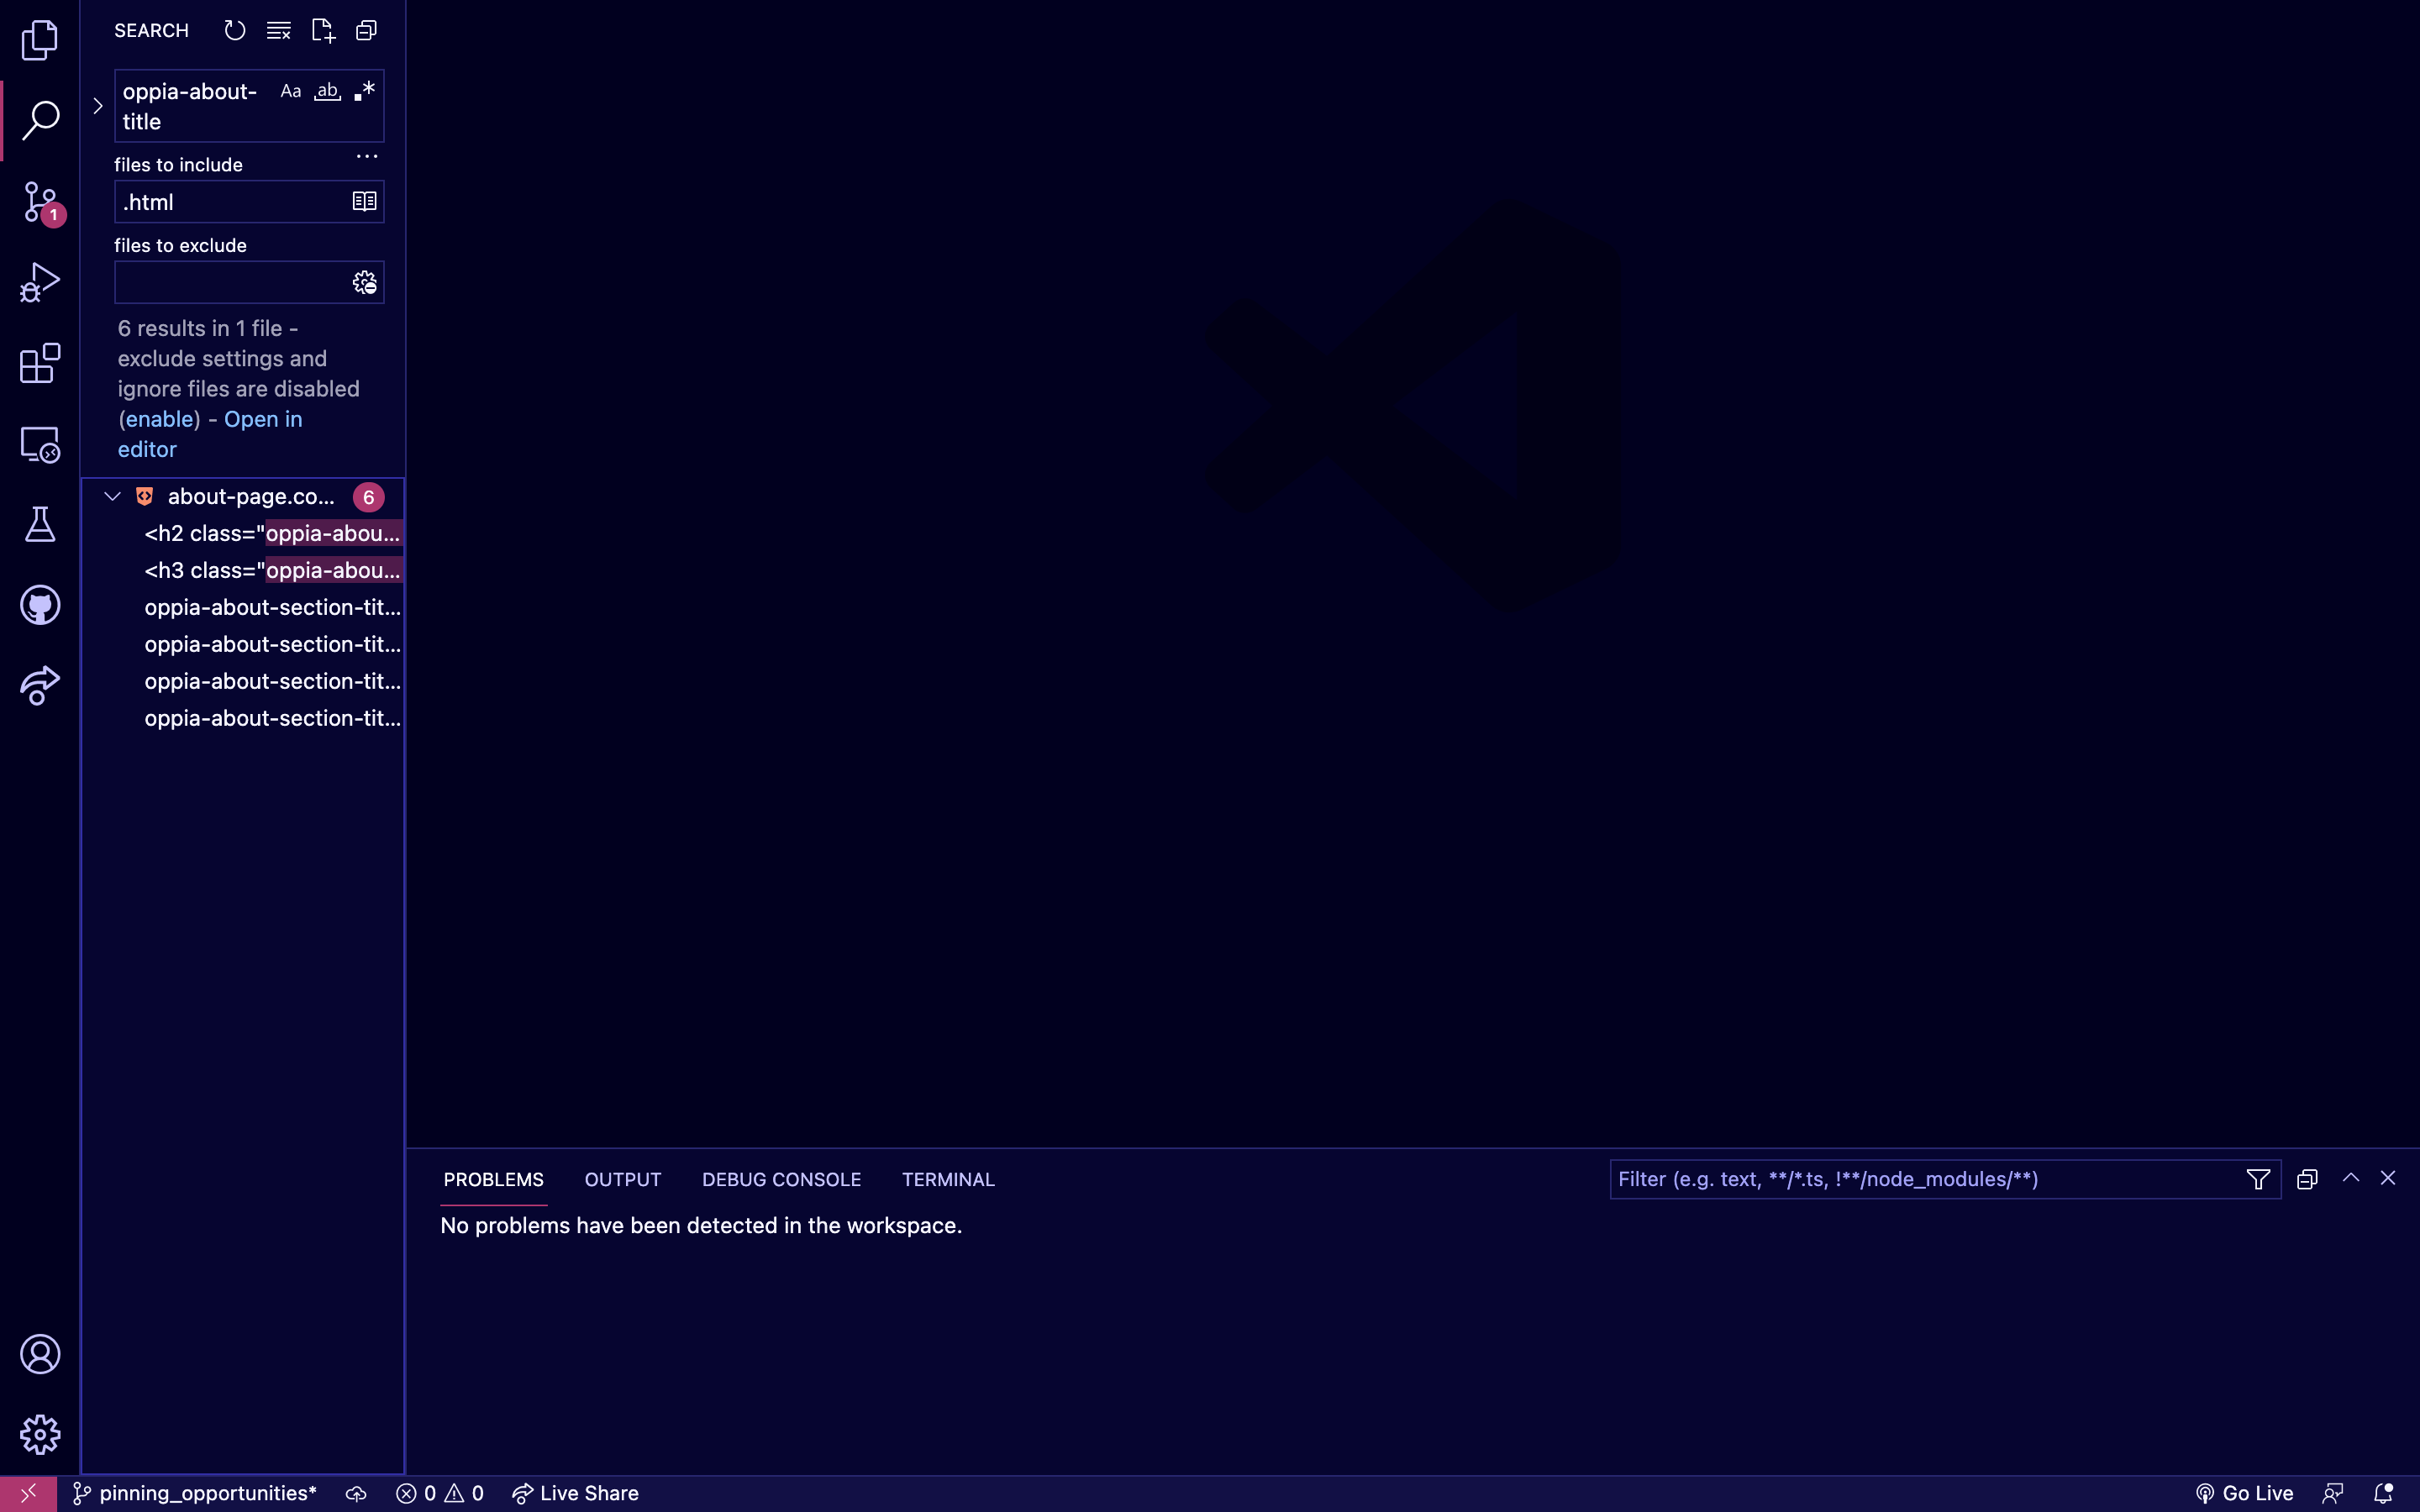 SEARCH
oppia-about-
title
Aa
ab
.*
files to include
...
.html
files to exclude
6 results in 1 file -
exclude settings and
ignore files are disabled
(enable) - Open in
editor
about-page.co...
6
<h2 class="oppia-abou...
<h3 class="oppia-abou...
oppia-about-section-tit...
oppia-about-section-tit...
oppia-about-section-tit...
oppia-about-section-tit...
1
PROBLEMS
OUTPUT
DEBUG CONSOLE
TERMINAL
Filter (e.g. text, **/*.ts, !**/node_modules/**)
No problems have been detected in the workspace.
pinning_opportunities*
0
0
Live Share
Go Live